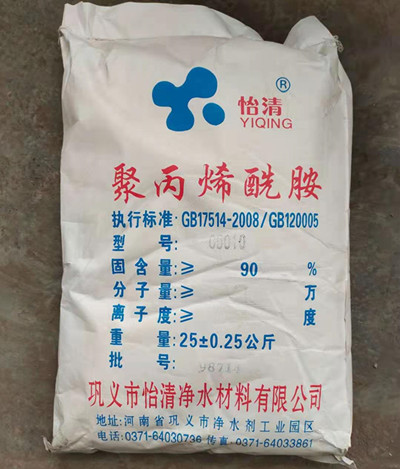 ®
怡清
YIQING
聚丙烯酰胺
执行标准:GB17514-2008/GB120005
型号:
固含量:≥ 90 %
分子量:≥ 万
离子度:≥ 度
重量:25±0.25公斤
批号:
巩义市怡清净水材料有限公司
地址:河南省巩义市净水剂工业园区
电话:0371-64030736 传真:0371-64033861